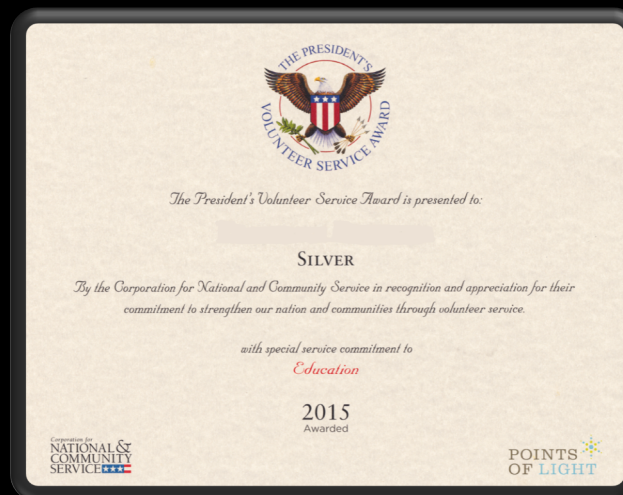 THE PRESIDENT'S
VOLUNTEER SERVICE AWARD
The President's Volunteer Service Award is presented to:
SILVER
By the Corporation for National and Community Service in recognition and appreciation for their
commitment to strengthen our nation and communities through volunteer service.
with special service commitment to
Education
2015
Awarded
Corporation for
NATIONAL &
COMMUNITY
SERVICE
POINTS
OF LIGHT